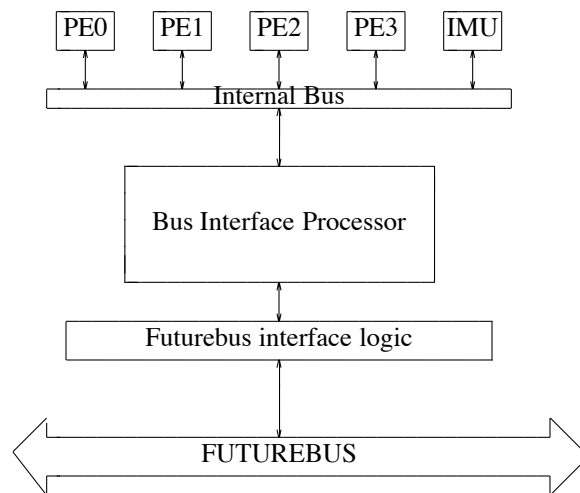 PE0 PE1 PE2 PE3 IMU
Internal Bus
Bus Interface Processor
Futurebus interface logic
FUTUREBUS